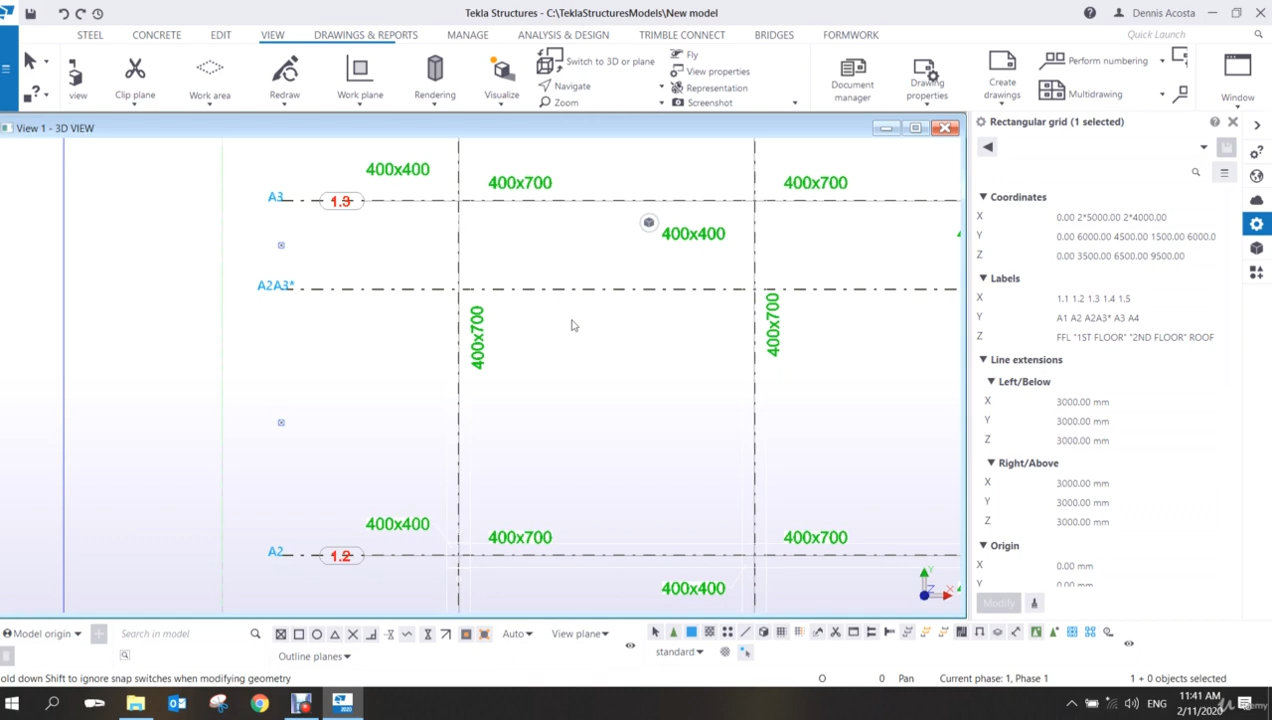 Tekla Structures - C:\TeklaStructuresModels\New model
Dennis Acosta
STEEL CONCRETE EDIT VIEW DRAWINGS & REPORTS MANAGE ANALYSIS & DESIGN TRIMBLE CONNECT BRIDGES FORMWORK
Quick Launch
view
Clip plane
Work area
Redraw
Work plane
Rendering
Visualize
Switch to 3D or plane
Navigate
Zoom
Fly
View properties
Representation
Screenshot
Document
manager
Drawing
properties
Create
drawings
Perform numbering
Multidrawing
Window
View 1 - 3D VIEW
400x400
400x700
400x700
A3
1.3
400x400
A2A3*
400x700
400x700
400x400
400x700
400x700
A2
1.2
400x400
Y
Z
X
Rectangular grid (1 selected)
Coordinates
X 0.00 2*5000.00 2*4000.00
Y 0.00 6000.00 4500.00 1500.00 6000.0
Z 0.00 3500.00 6500.00 9500.00
Labels
X 1.1 1.2 1.3 1.4 1.5
Y A1 A2 A2A3* A3 A4
Z FFL "1ST FLOOR" "2ND FLOOR" ROOF
Line extensions
Left/Below
X 3000.00 mm
Y 3000.00 mm
Z 3000.00 mm
Right/Above
X 3000.00 mm
Y 3000.00 mm
Z 3000.00 mm
Origin
X 0.00 mm
Y 0.00 mm
Modify
Model origin
Search in model
Auto
View plane
Outline planes
standard
old down Shift to ignore snap switches when modifying geometry
O 0 Pan Current phase: 1, Phase 1 1 + 0 objects selected
2020
ENG
11:41 AM
2/11/2020
Udemy